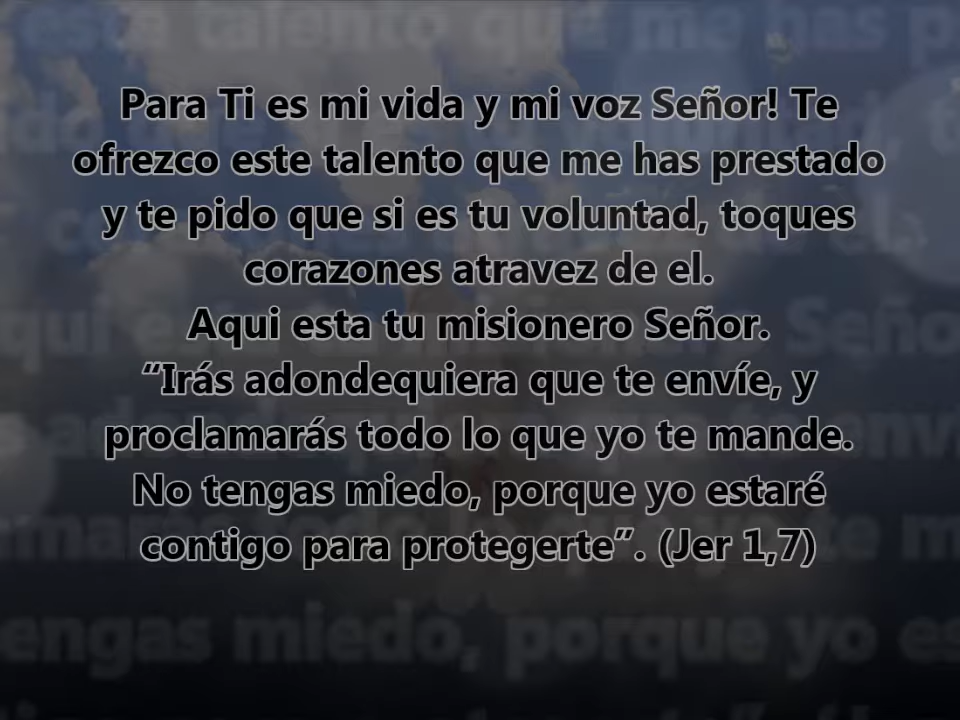 Para Ti es mi vida y mi voz Señor! Te
ofrezco este talento que me has prestado
y te pido que si es tu voluntad, toques
corazones atravez de el.
Aqui esta tu misionero Señor.
“Irás adondequiera que te envíe, y
proclamarás todo lo que yo te mande.
No tengas miedo, porque yo estaré
contigo para protegerte”. (Jer 1,7)